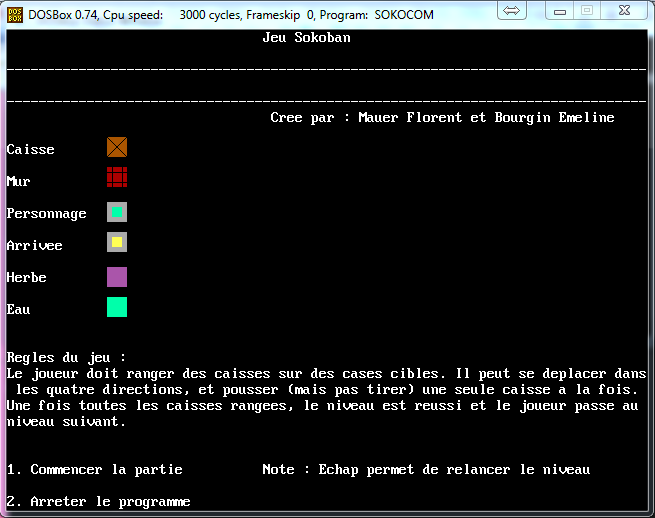 DOSBox 0.74, Cpu speed: 3000 cycles, Frameskip 0, Program: SOKOCOM
Jeu Sokoban
Cree par : Mauer Florent et Bourgin Emeline
Caisse
Mur
Personnage
Arrivee
Herbe
Eau
Regles du jeu :
Le joueur doit ranger des caisses sur des cases cibles. Il peut se deplacer dans
les quatre directions, et pousser (mais pas tirer) une seule caisse a la fois.
Une fois toutes les caisses rangees, le niveau est reussi et le joueur passe au
niveau suivant.
1. Commencer la partie Note : Echap permet de relancer le niveau
2. Arreter le programme